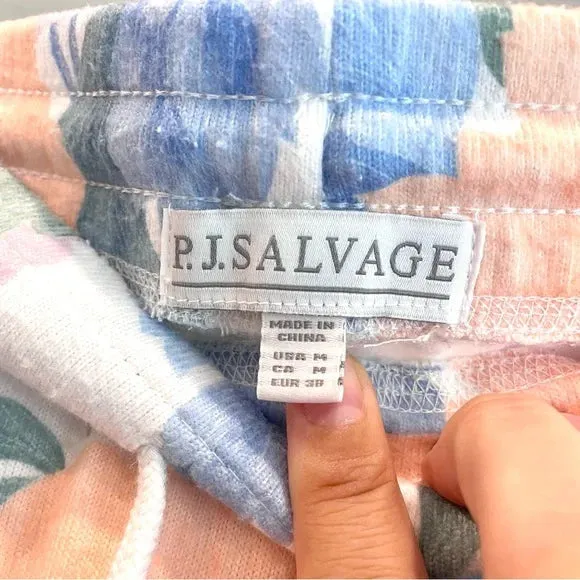 P.J.SALVAGE
MADE IN
CHINA
USA M
CA M
EUR 38